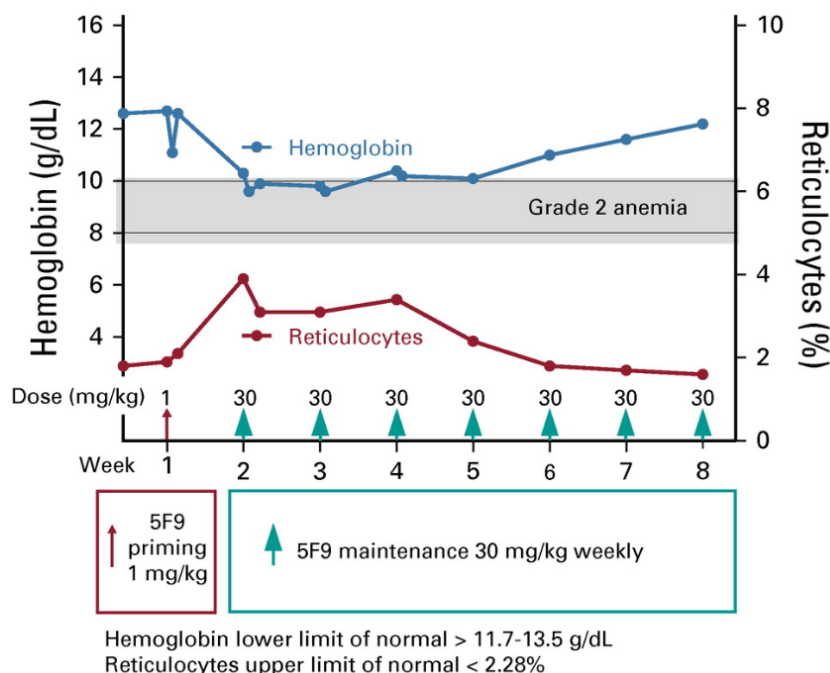 16
14
12
10
8
6
4
Hemoglobin (g/dL)
10
8
6
4
2
0
Reticulocytes (%)
Hemoglobin
Grade 2 anemia
Reticulocytes
Dose (mg/kg) 1 30 30 30 30 30 30 30
Week 1 2 3 4 5 6 7 8
5F9
priming
1 mg/kg
5F9 maintenance 30 mg/kg weekly
Hemoglobin lower limit of normal > 11.7-13.5 g/dL
Reticulocytes upper limit of normal < 2.28%